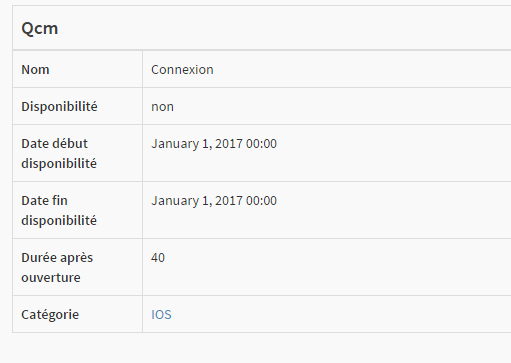 Qcm
Nom Connexion
Disponibilité non
Date début January 1, 2017 00:00
disponibilité
Date fin January 1, 2017 00:00
disponibilité
Durée après 40
ouverture
Catégorie IOS